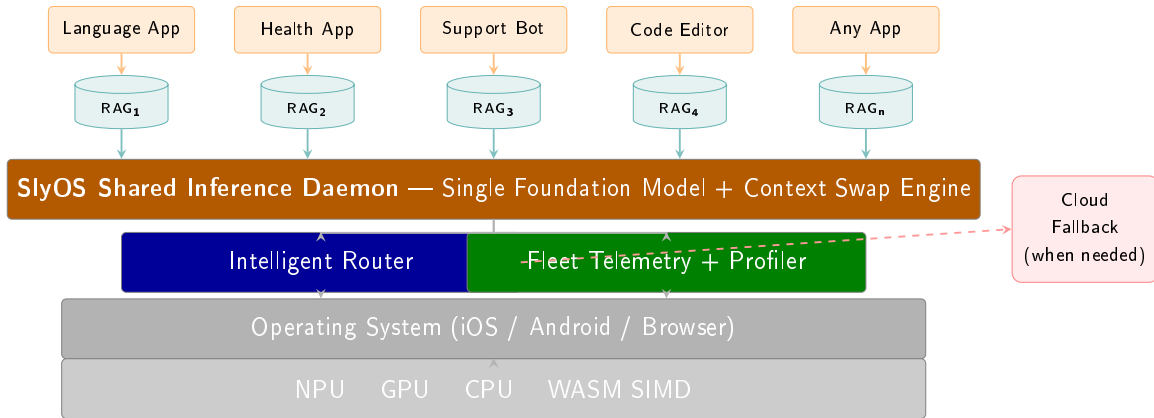 Language App
Health App
Support Bot
Code Editor
Any App
RAG1
RAG2
RAG3
RAG4
RAGn
SlyOS Shared Inference Daemon — Single Foundation Model + Context Swap Engine
Cloud
Fallback
(when needed)
Intelligent Router
Fleet Telemetry + Profiler
Operating System (iOS / Android / Browser)
NPU GPU CPU WASM SIMD